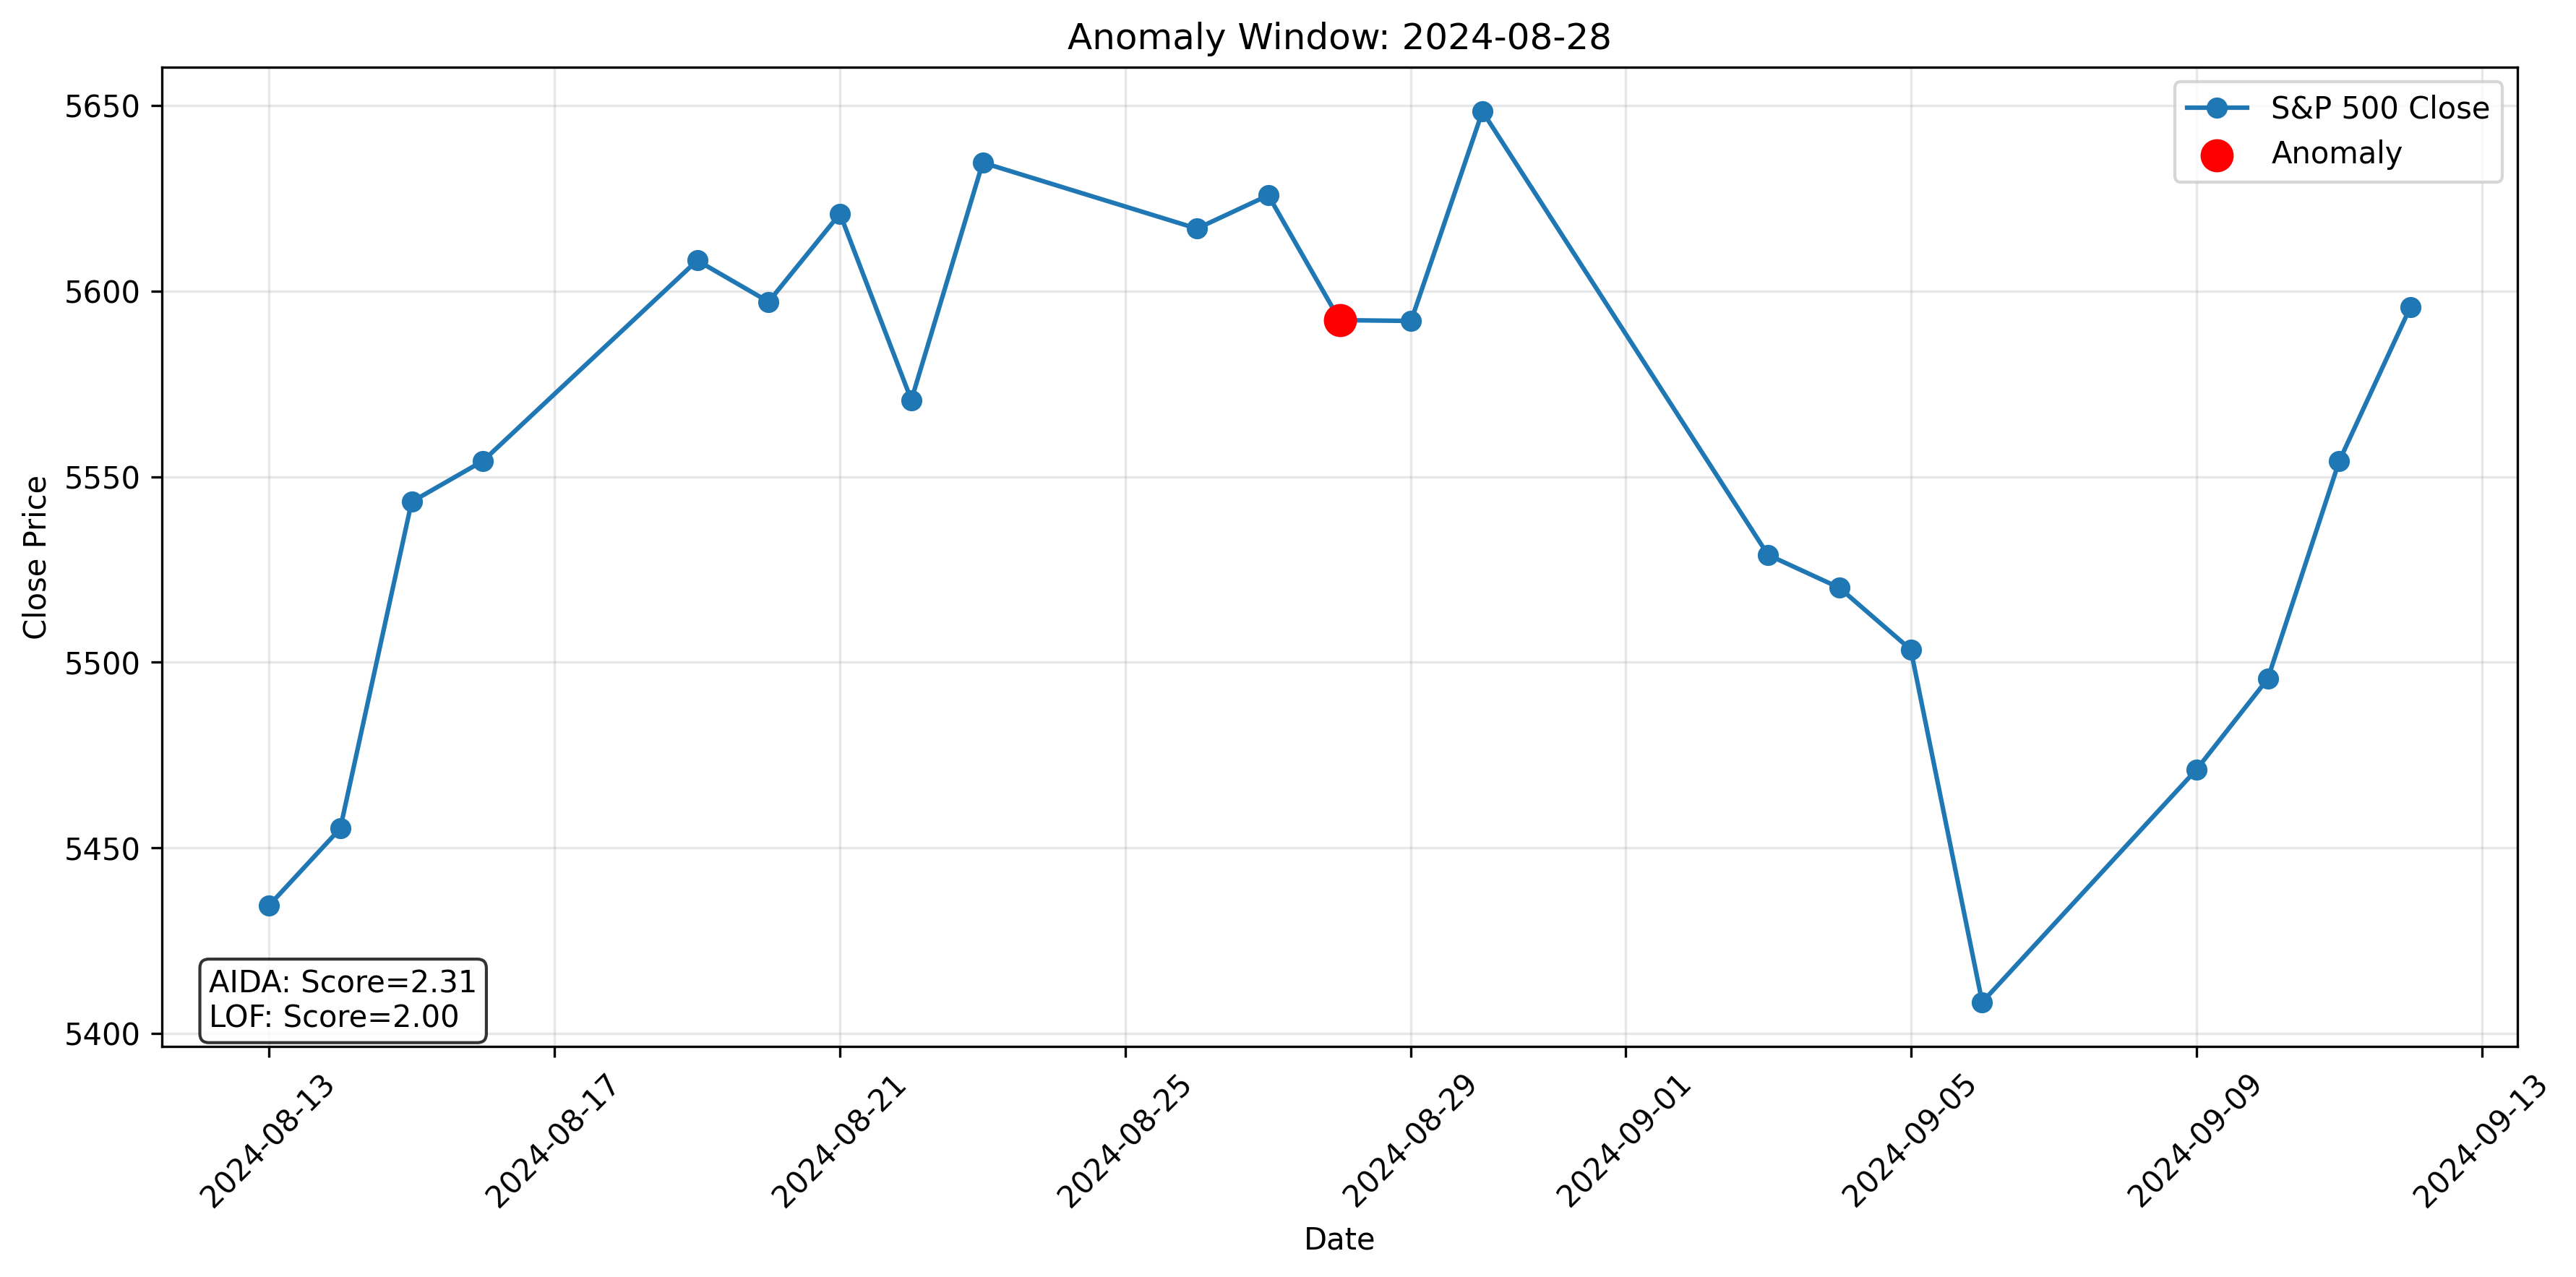 Anomaly Window: 2024-08-28
S&P 500 Close
Anomaly
Close Price
5650
5600
5550
5500
5450
5400
AIDA: Score=2.31
LOF: Score=2.00
2024-08-13
2024-08-17
2024-08-21
2024-08-25
2024-08-29
2024-09-01
2024-09-05
2024-09-09
2024-09-13
Date